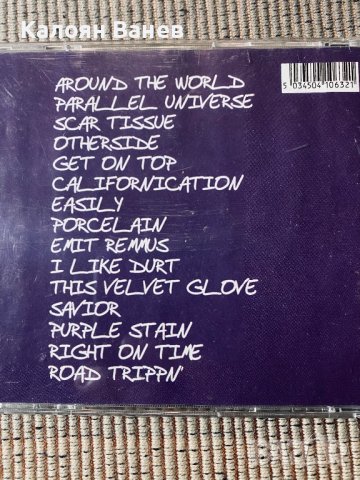 Калоян Ванев
AROUND THE WORLD
PARALLEL UNIVERSE
SCAR TISSUE
OTHERSIDE
GET ON TOP
CALIFORNICATION
EASILY
PORCELAIN
EMIT REMMUS
I LIKE DURT
THIS VELVET GLOVE
SAVIOR
PURPLE STAIN
RIGHT ON TIME
ROAD TRIPPN'
5 034504 106321